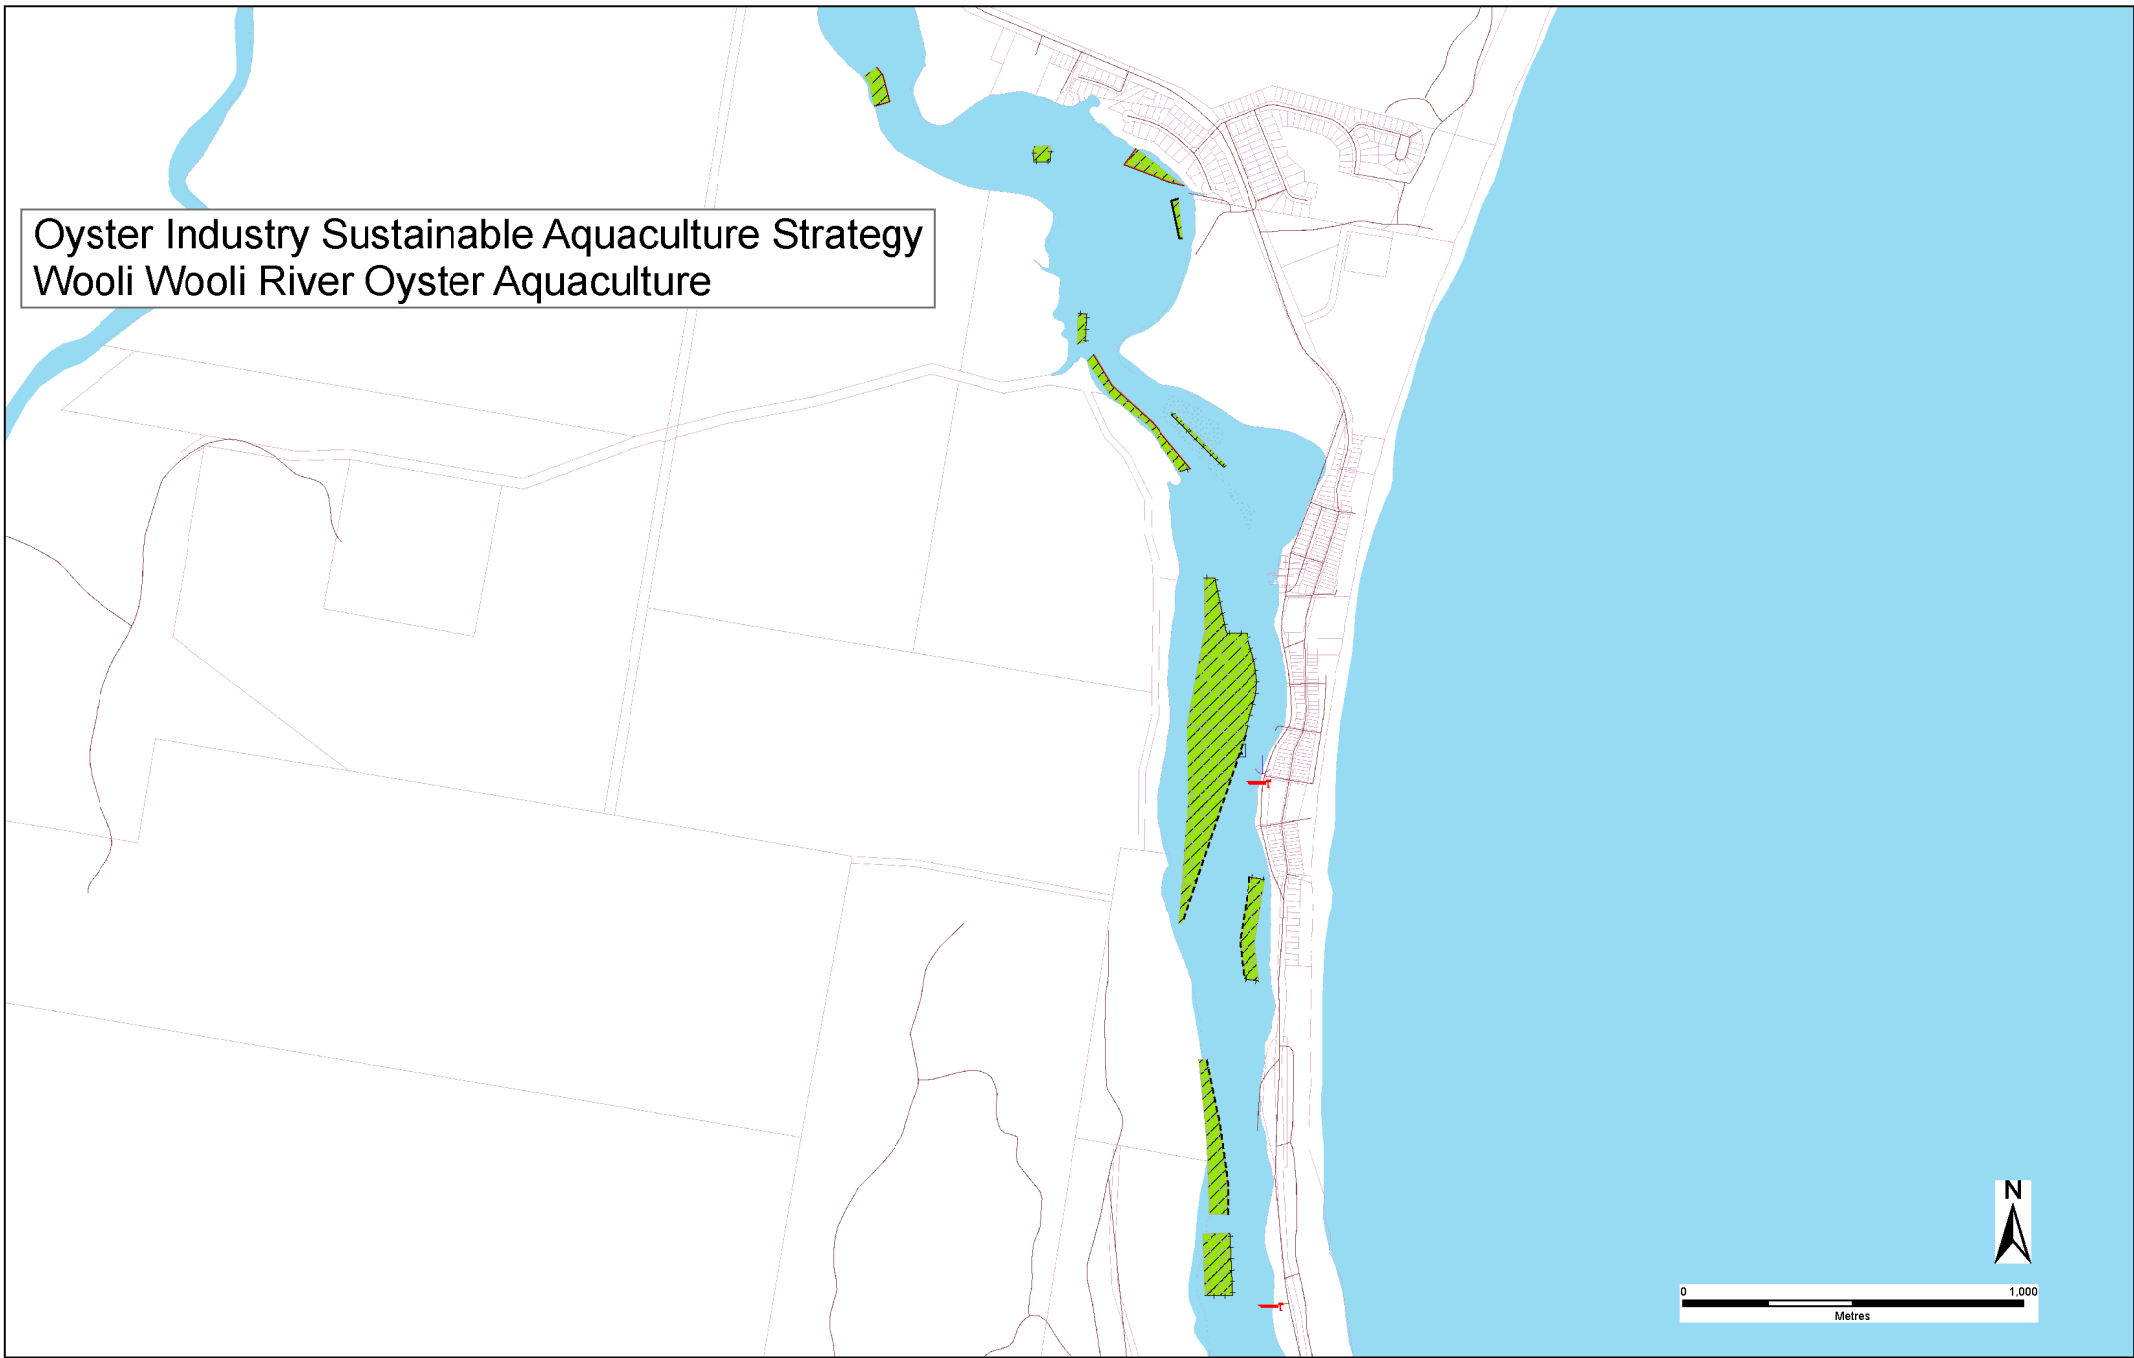 Oyster Industry Sustainable Aquaculture Strategy
Wooli Wooli River Oyster Aquaculture
N
0 1,000
Metres